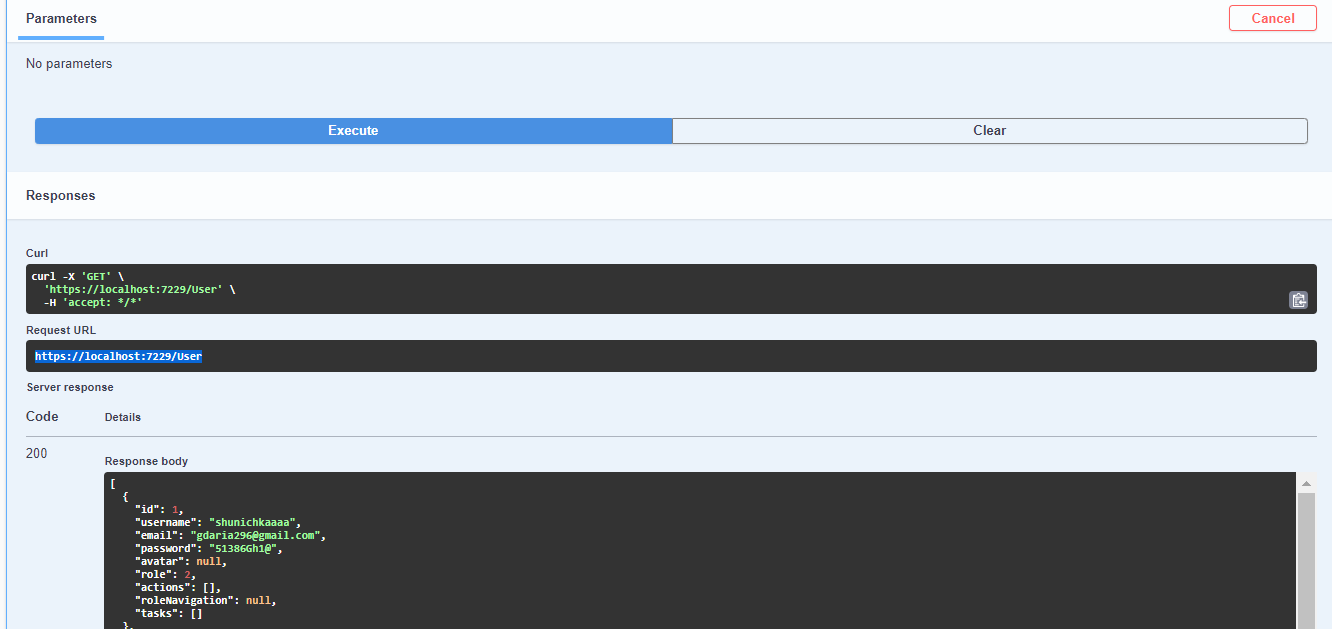 Parameters
Cancel
No parameters
Execute
Clear
Responses
Curl
curl -X 'GET' \
'https://localhost:7229/User' \
-H 'accept: */*'
Request URL
https://localhost:7229/User
Server response
Code Details
200
Response body
[
{
"id": 1,
"username": "shunichkaaaa",
"email": "gdaria296@gmail.com",
"password": "51386Gh1@",
"avatar": null,
"role": 2,
"actions": [],
"roleNavigation": null,
"tasks": []
},